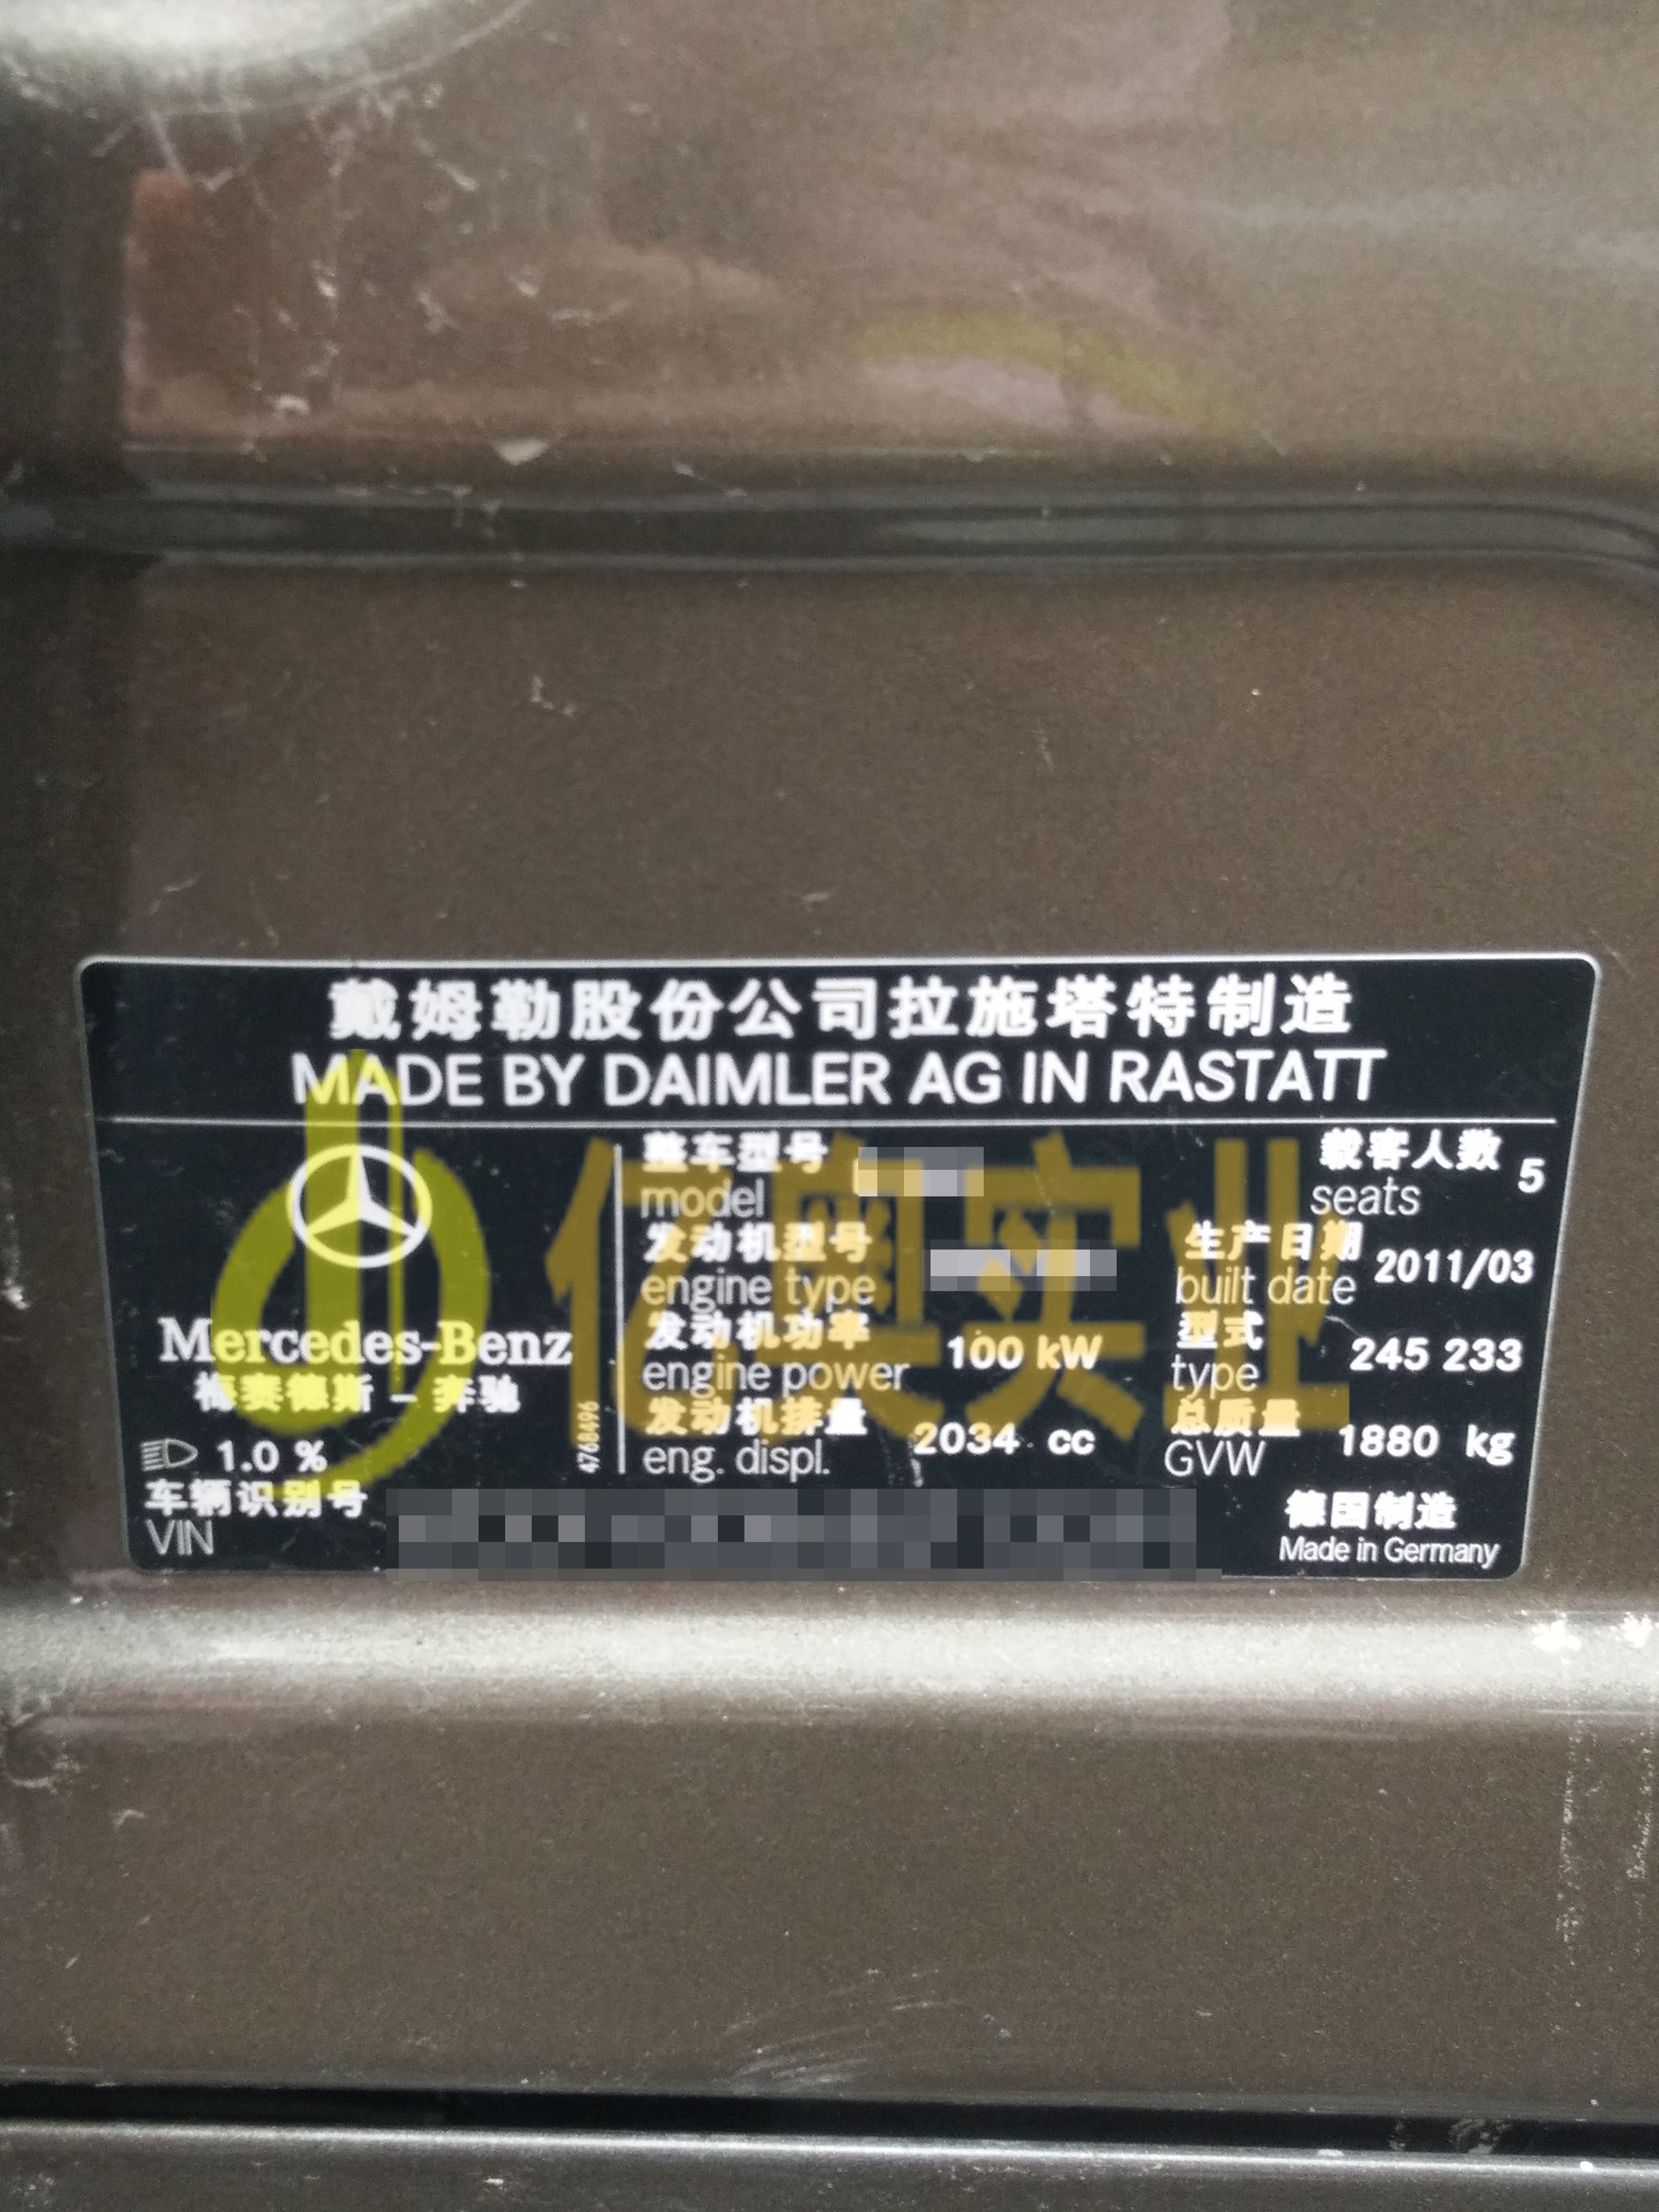 戴姆勒股份公司拉施塔特制造
MADE BY DAIMLER AG IN RASTATT
Mercedes-Benz
梅赛德斯 - 奔驰
1.0 %
4768496
整车型号
model
发动机型号
engine type
发动机功率
engine power 100 kW
发动机排量
eng. displ. 2034 cc
载客人数
seats 5
生产日期
built date 2011/03
型式
type 245 233
总质量
GVW 1880 kg
车辆识别号
VIN
德国制造
Made in Germany
亿奥实业